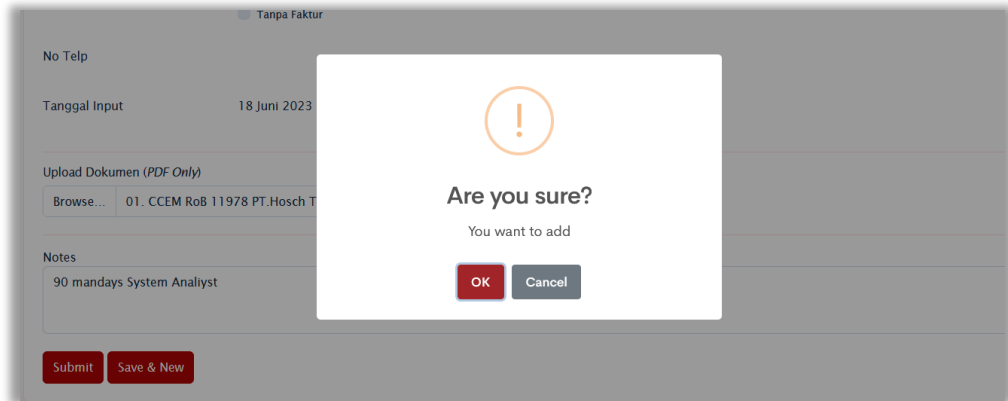 Tanpa Faktur
No Telp
Tanggal Input 18 Juni 2023
!
Are you sure?
You want to add
OK Cancel
Upload Dokumen (PDF Only)
Browse... 01. CCEM RoB 11978 PT.Hosch T
Notes
90 mandays System Analiyst
Submit Save & New